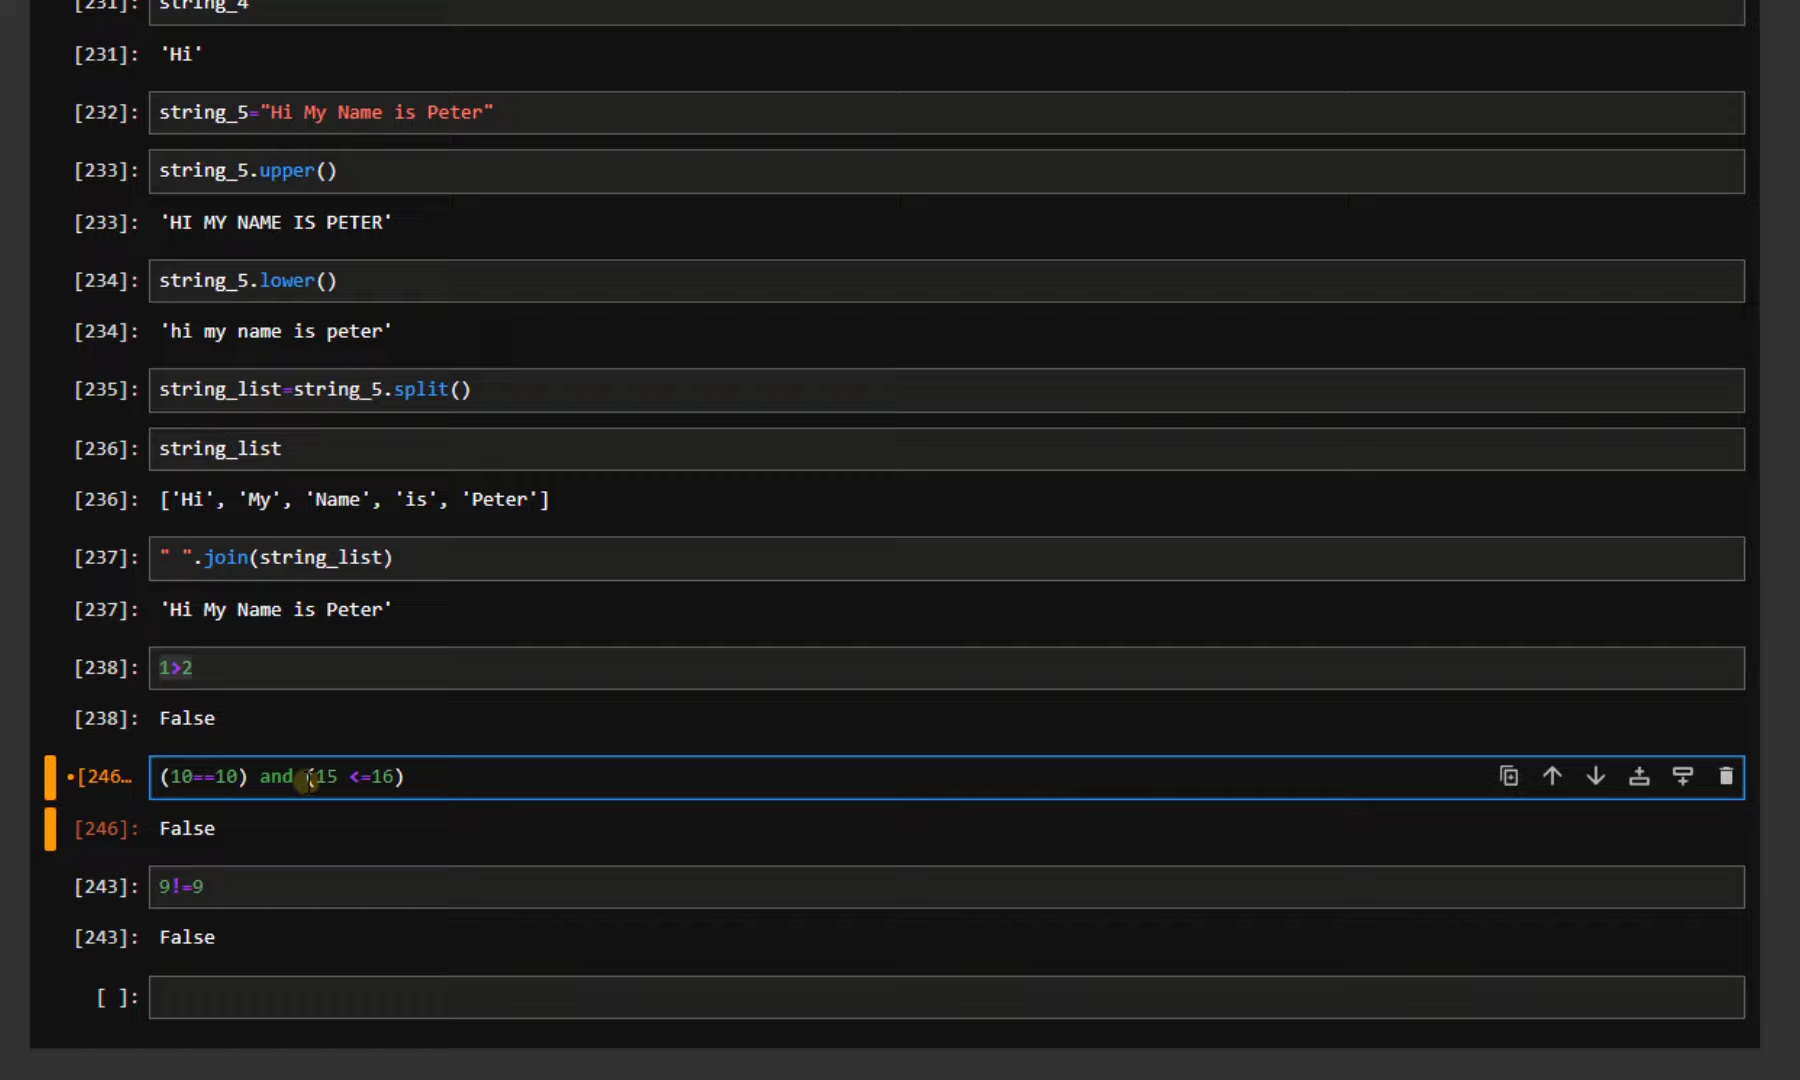 [231]: string_4
[231]: 'Hi'
[232]: string_5="Hi My Name is Peter"
[233]: string_5.upper()
[233]: 'HI MY NAME IS PETER'
[234]: string_5.lower()
[234]: 'hi my name is peter'
[235]: string_list=string_5.split()
[236]: string_list
[236]: ['Hi', 'My', 'Name', 'is', 'Peter']
[237]: " ".join(string_list)
[237]: 'Hi My Name is Peter'
[238]: 1>2
[238]: False
•[246… (10==10) and (15 <=16)
[246]: False
[243]: 9!=9
[243]: False
[ ]: